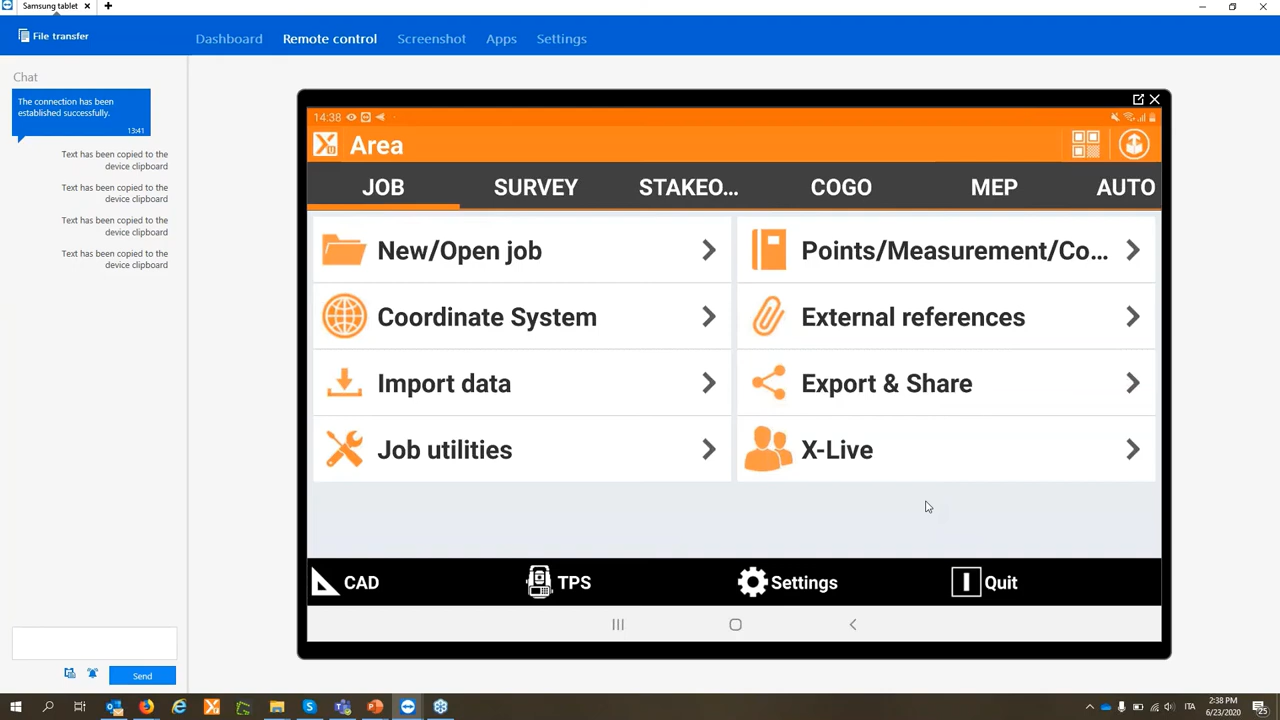 Samsung tablet
File transfer
Dashboard
Remote control
Screenshot
Apps
Settings
Chat
The connection has been
established successfully.
13:41
Text has been copied to the
device clipboard
Text has been copied to the
device clipboard
Text has been copied to the
device clipboard
Text has been copied to the
device clipboard
Send
14:38
Area
JOB
SURVEY
STAKEO...
COGO
MEP
AUTO
New/Open job
Points/Measurement/Co...
Coordinate System
External references
Import data
Export & Share
Job utilities
X-Live
CAD
TPS
Settings
Quit
ITA
2:38 PM
6/23/2020